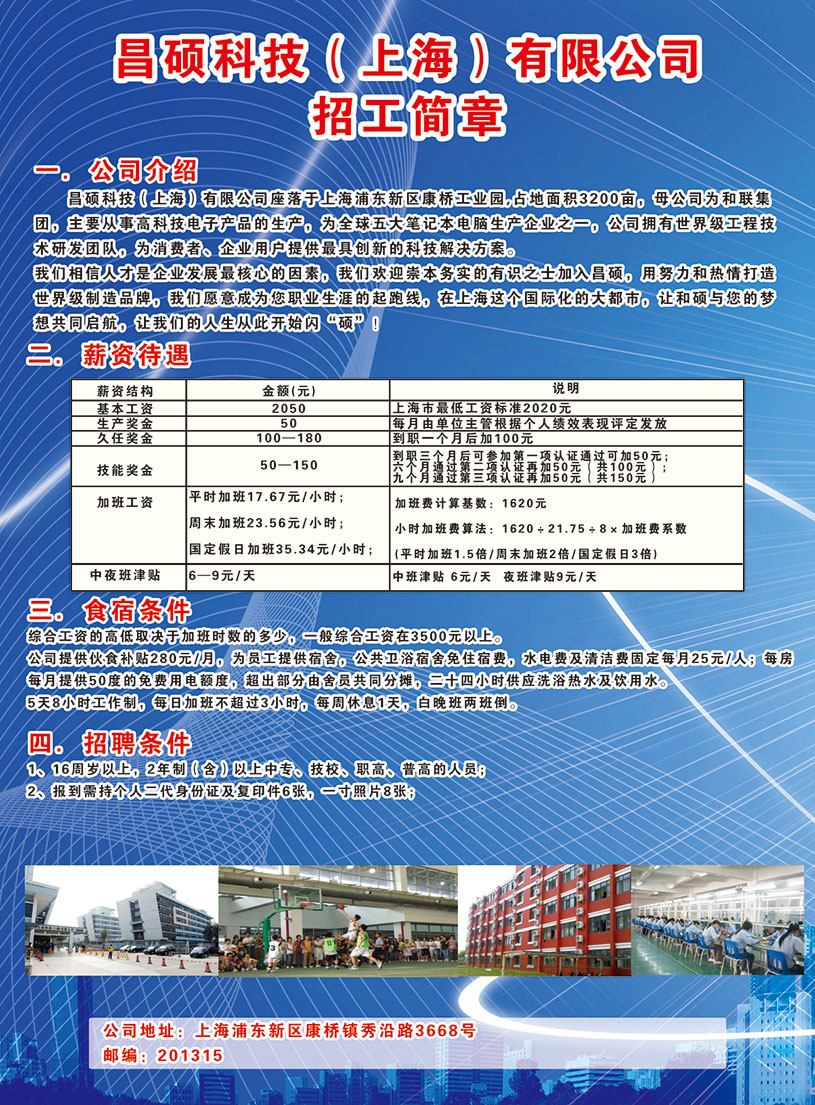 昌硕科技（上海）有限公司
招工简章
一．公司介绍
昌硕科技（上海）有限公司座落于上海浦东新区康桥工业园,占地面积3200亩，母公司为和联集
团，主要从事高科技电子产品的生产，为全球五大笔记本电脑生产企业之一，公司拥有世界级工程技
术研发团队，为消费者、企业用户提供最具创新的科技解决方案。
我们相信人才是企业发展最核心的因素，我们欢迎崇本务实的有识之士加入昌硕，用努力和热情打造
世界级制造品牌，我们愿意成为您职业生涯的起跑线，在上海这个国际化的大都市，让和硕与您的梦
想共同启航，让我们的人生从此开始闪“硕”！
二．薪资待遇
薪资结构 金额(元) 说明
基本工资 2050 上海市最低工资标准2020元
生产奖金 50 每月由单位主管根据个人绩效表现评定发放
久任奖金 100—180 到职一个月后加100元
技能奖金 50—150 到职三个月后可参加第一项认证通过可加50元；
六个月通过第二项认证再加50元（共100元）；
九个月通过第三项认证再加50元（共150元）
加班工资 平时加班17.67元/小时； 加班费计算基数：1620元
周末加班23.56元/小时； 小时加班费算法：1620÷21.75÷8×加班费系数
国定假日加班35.34元/小时； (平时加班1.5倍/周末加班2倍/国定假日3倍)
中夜班津贴 6—9元/天 中班津贴 6元/天 夜班津贴9元/天
三．食宿条件
综合工资的高低取决于加班时数的多少，一般综合工资在3500元以上。
公司提供伙食补贴280元/月，为员工提供宿舍，公共卫浴宿舍免住宿费，水电费及清洁费固定每月25元/人；每房
每月提供50度的免费用电额度，超出部分由舍员共同分摊，二十四小时供应洗浴热水及饮用水。
5天8小时工作制，每日加班不超过3小时，每周休息1天，白晚班两班倒。
四．招聘条件
1、16周岁以上，2年制（含）以上中专、技校、职高、普高的人员；
2、报到需持个人二代身份证及复印件6张，一寸照片8张；
公司地址：上海浦东新区康桥镇秀沿路3668号
邮编：201315